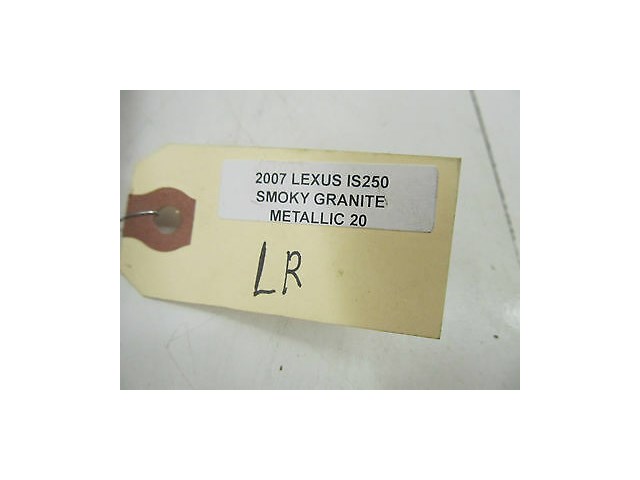 2007 LEXUS IS250
SMOKY GRANITE
METALLIC 20
LR